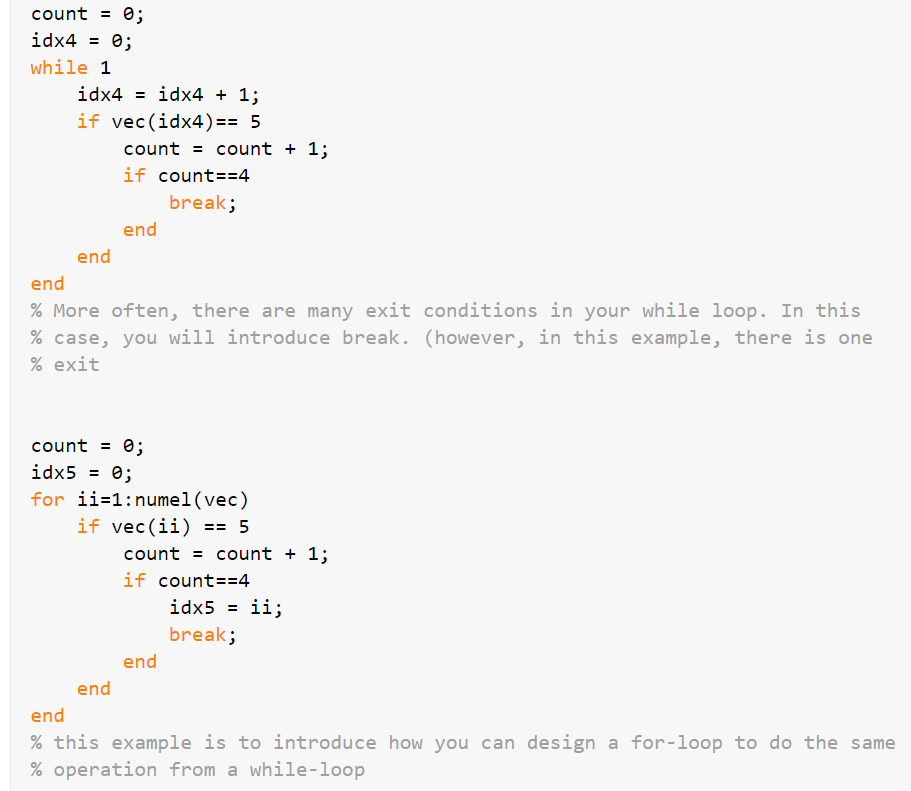 count = 0;
idx4 = 0;
while 1
    idx4 = idx4 + 1;
    if vec(idx4)== 5
        count = count + 1;
        if count==4
            break;
        end
    end
end
% More often, there are many exit conditions in your while loop. In this
% case, you will introduce break. (however, in this example, there is one
% exit
count = 0;
idx5 = 0;
for ii=1:numel(vec)
    if vec(ii) == 5
        count = count + 1;
        if count==4
            idx5 = ii;
            break;
        end
    end
end
% this example is to introduce how you can design a for-loop to do the same
% operation from a while-loop